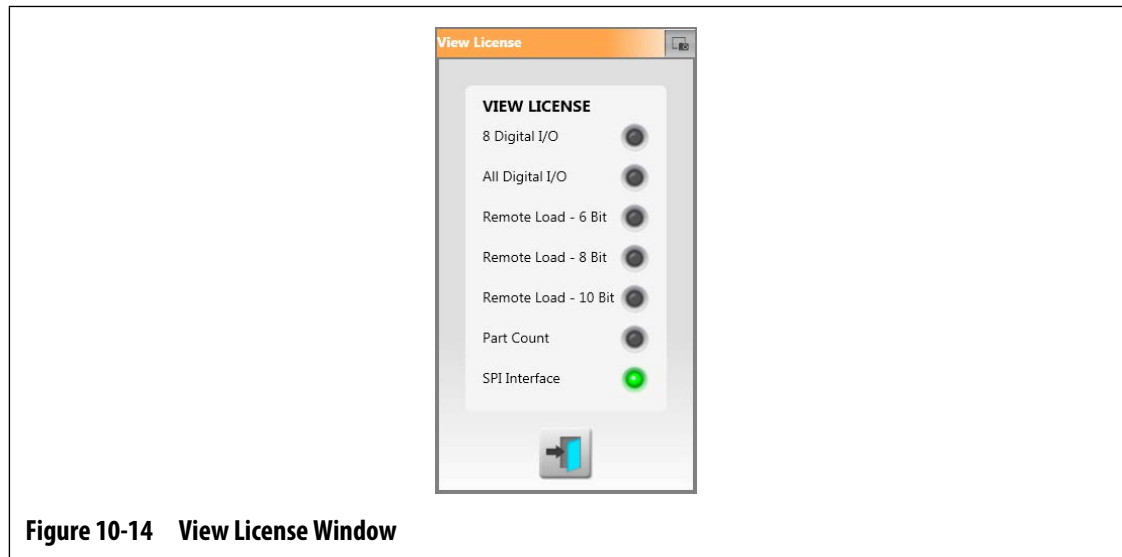 View License
VIEW LICENSE
8 Digital I/O
All Digital I/O
Remote Load - 6 Bit
Remote Load - 8 Bit
Remote Load - 10 Bit
Part Count
SPI Interface
Figure 10-14 View License Window